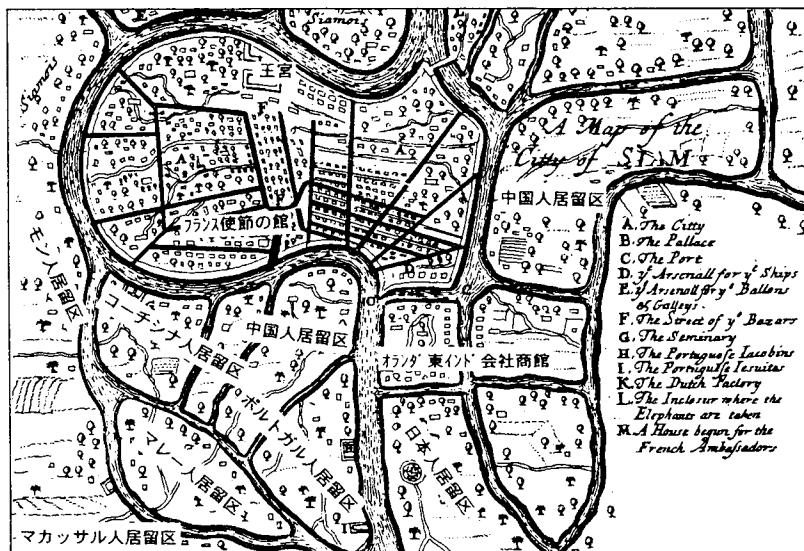 Siamois
Siamois
王宮
F
A
A
A Map of the
Citty of SIAM
中国人居留区
フランス使節の館
モン人居留区
コーチシナ人居留区
中国人居留区
オランダ東インド会社商館
ポルトガル人居留区
日本人居留区
マレー人居留区
マカッサル人居留区
A. The Citty
B. The Pallace
C. The Port
D. yᵉ Arsenall for yᵉ Ships
E. yᵉ Arsenall for yᵉ Ballons
of Galleys.
F. The Street of yᵉ Bazars
G. The Seminary
H. The Portuguese Iacobins
I. The Portuguese Iesuites
K. The Dutch Factory
L. The Inclosur where the
Elephants are taken
M. A House begun for the
French Ambassadors